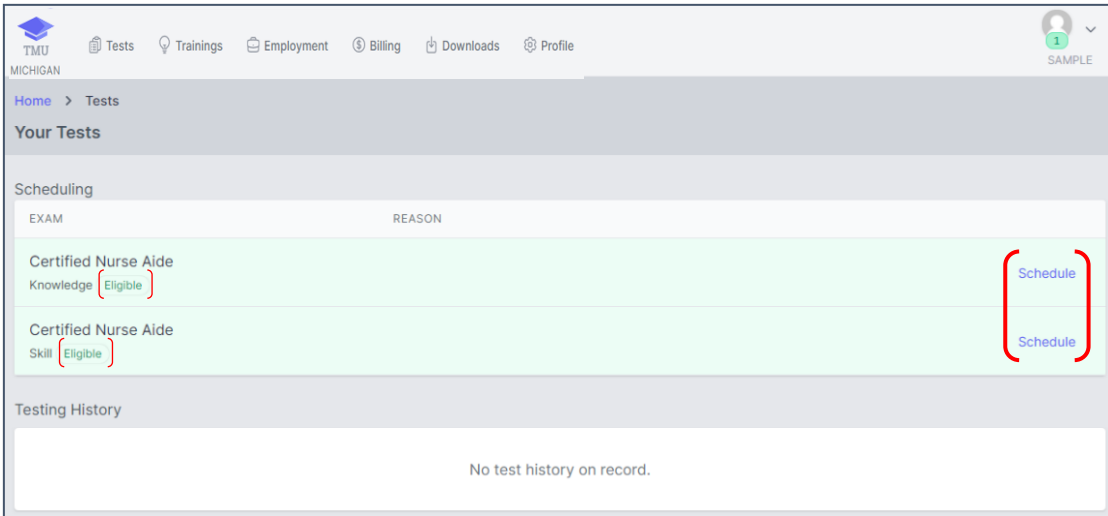 TMU
MICHIGAN
Tests Trainings Employment Billing Downloads Profile
1
SAMPLE
Home > Tests
Your Tests
Scheduling
EXAM REASON
Certified Nurse Aide
Knowledge Eligible
Schedule
Certified Nurse Aide
Skill Eligible
Schedule
Testing History
No test history on record.